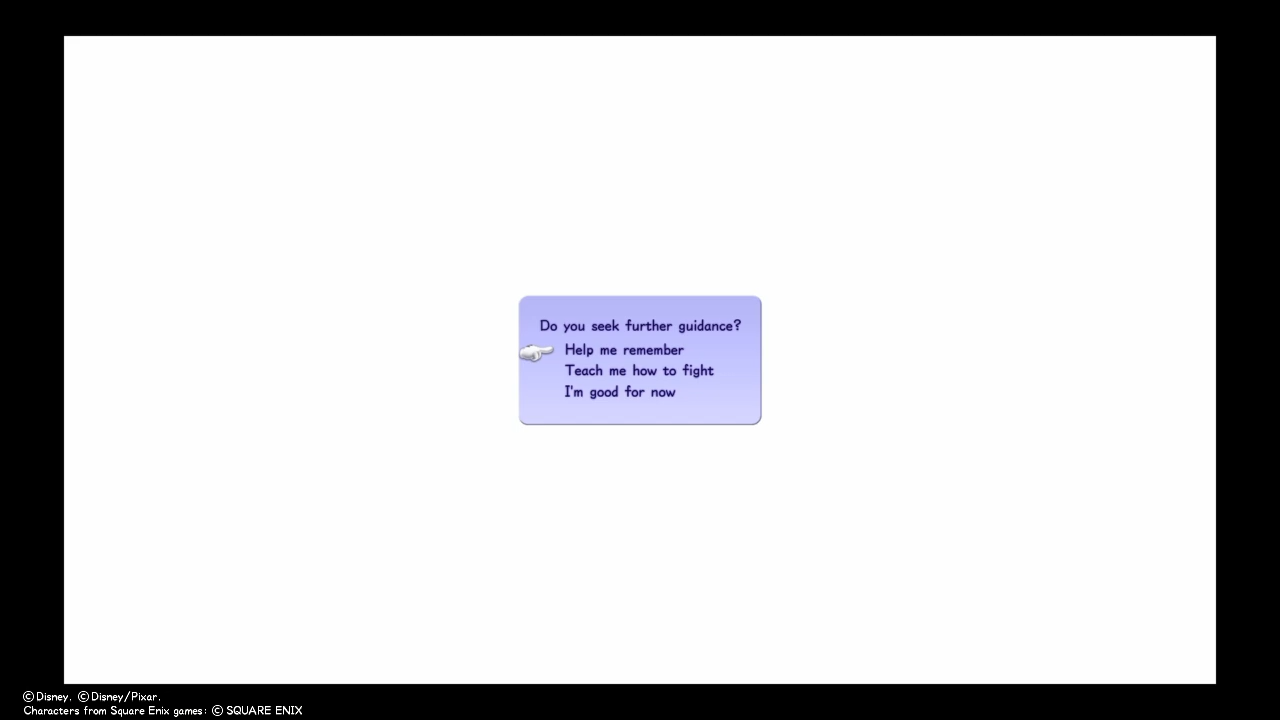 Do you seek further guidance?
Help me remember
Teach me how to fight
I'm good for now
©Disney. ©Disney/Pixar.
Characters from Square Enix games: © SQUARE ENIX